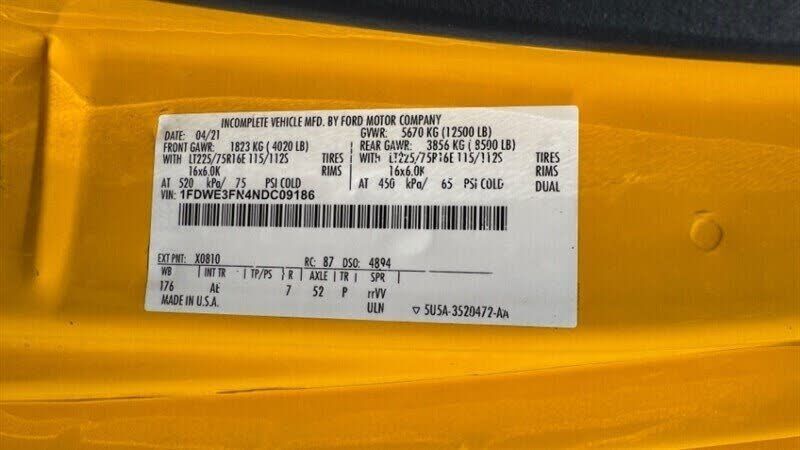 INCOMPLETE VEHICLE MFD. BY FORD MOTOR COMPANY
DATE: 04/21 GVWR: 5670 KG (12500 LB)
FRONT GAWR: 1823 KG ( 4020 LB) REAR GAWR: 3856 KG ( 8590 LB)
WITH LT225/75R16E 115/112S TIRES WITH LT225/75R16E 115/112S TIRES
16x6.0K RIMS 16x6.0K RIMS
AT 520 kPa/ 75 PSI COLD AT 450 kPa/ 65 PSI COLD DUAL
VIN: 1FDWE3FN4NDC09186
EXT PNT: X0810 RC: 87 DSO: 4894
WB | INT TR | TP/PS | R | AXLE | TR | SPR
176 AE 7 52 P rrVV
MADE IN U.S.A. ULN ▽ 5U5A-3520472-AA